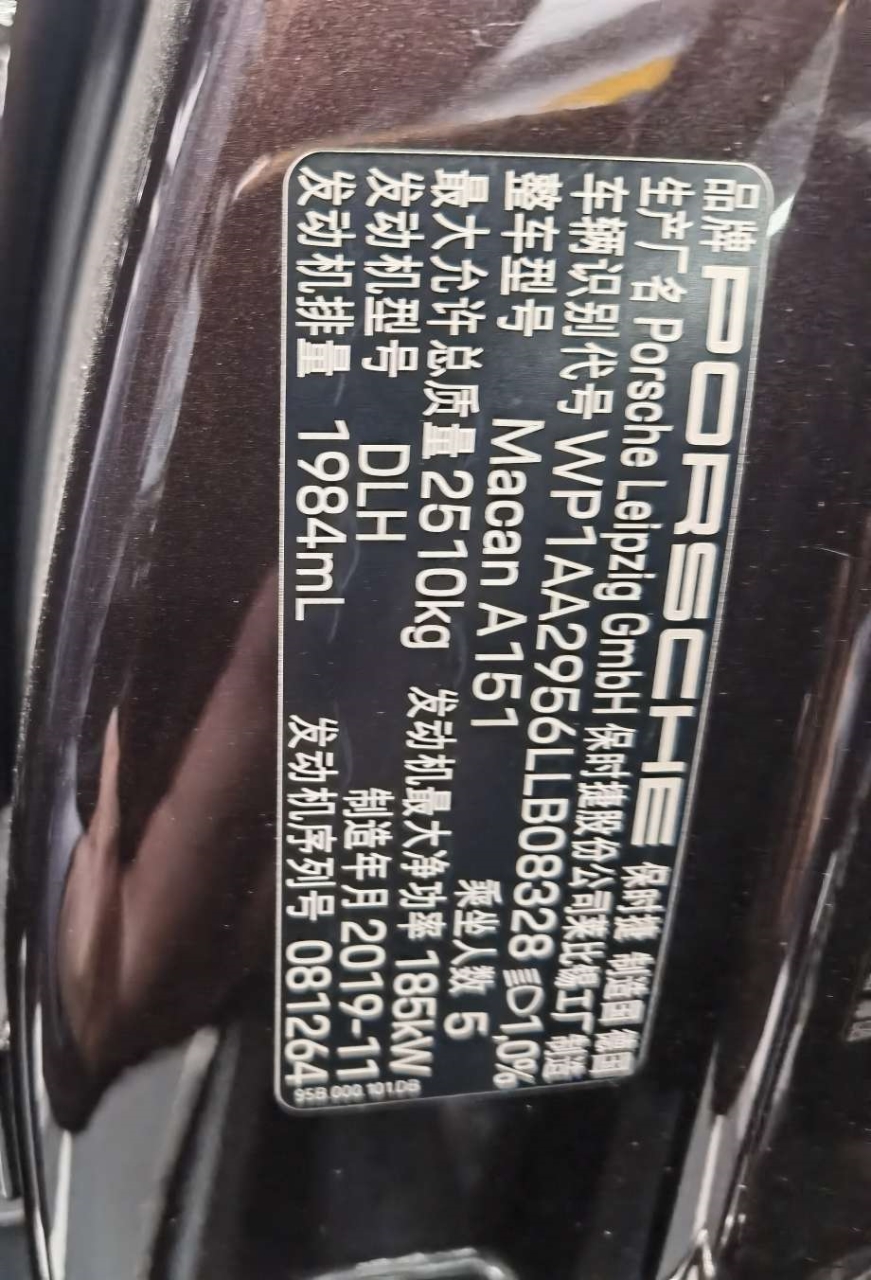 品牌 PORSCHE 保时捷 制造国 德国
生产厂名 Porsche Leipzig GmbH 保时捷股份公司莱比锡工厂 制造
车辆识别代号 WP1AA2956LLB08328 1,0%
整车型号 Macan A151 乘坐人数 5
最大允许总质量 2510kg 发动机最大净功率 185kW
发动机型号 DLH 制造年月 2019-11
发动机排量 1984mL 发动机序列号 081264
95B.000.101.DB